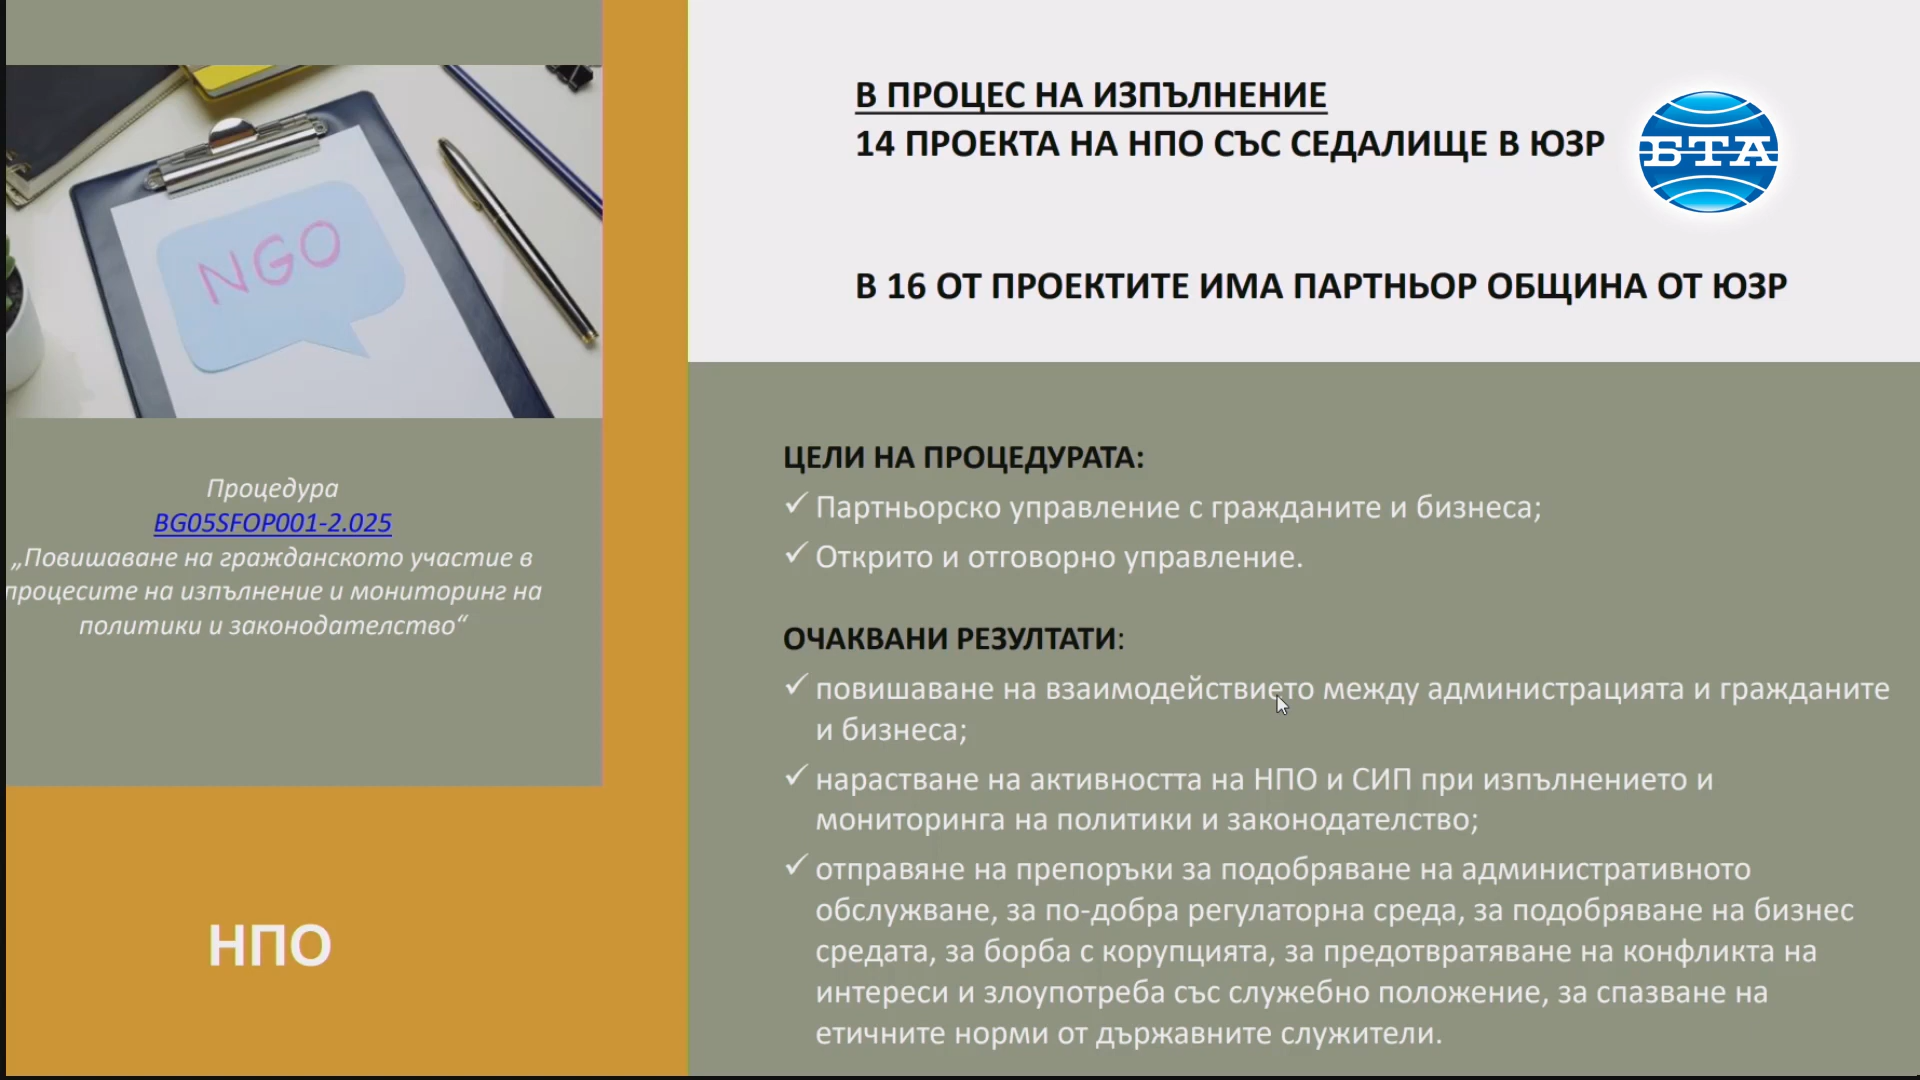 NGO
Процедура
BG05SFOP001-2.025
„Повишаване на гражданското участие в
процесите на изпълнение и мониторинг на
политики и законодателство“
НПО
В ПРОЦЕС НА ИЗПЪЛНЕНИЕ
14 ПРОЕКТА НА НПО СЪС СЕДАЛИЩЕ В ЮЗР
БТА
В 16 ОТ ПРОЕКТИТЕ ИМА ПАРТНЬОР ОБЩИНА ОТ ЮЗР
ЦЕЛИ НА ПРОЦЕДУРАТА:
✓ Партньорско управление с гражданите и бизнеса;
✓ Открито и отговорно управление.
ОЧАКВАНИ РЕЗУЛТАТИ:
✓ повишаване на взаимодействието между администрацията и гражданите
и бизнеса;
✓ нарастване на активността на НПО и СИП при изпълнението и
мониторинга на политики и законодателство;
✓ отправяне на препоръки за подобряване на административното
обслужване, за по-добра регулаторна среда, за подобряване на бизнес
средата, за борба с корупцията, за предотвратяване на конфликта на
интереси и злоупотреба със служебно положение, за спазване на
етичните норми от държавните служители.